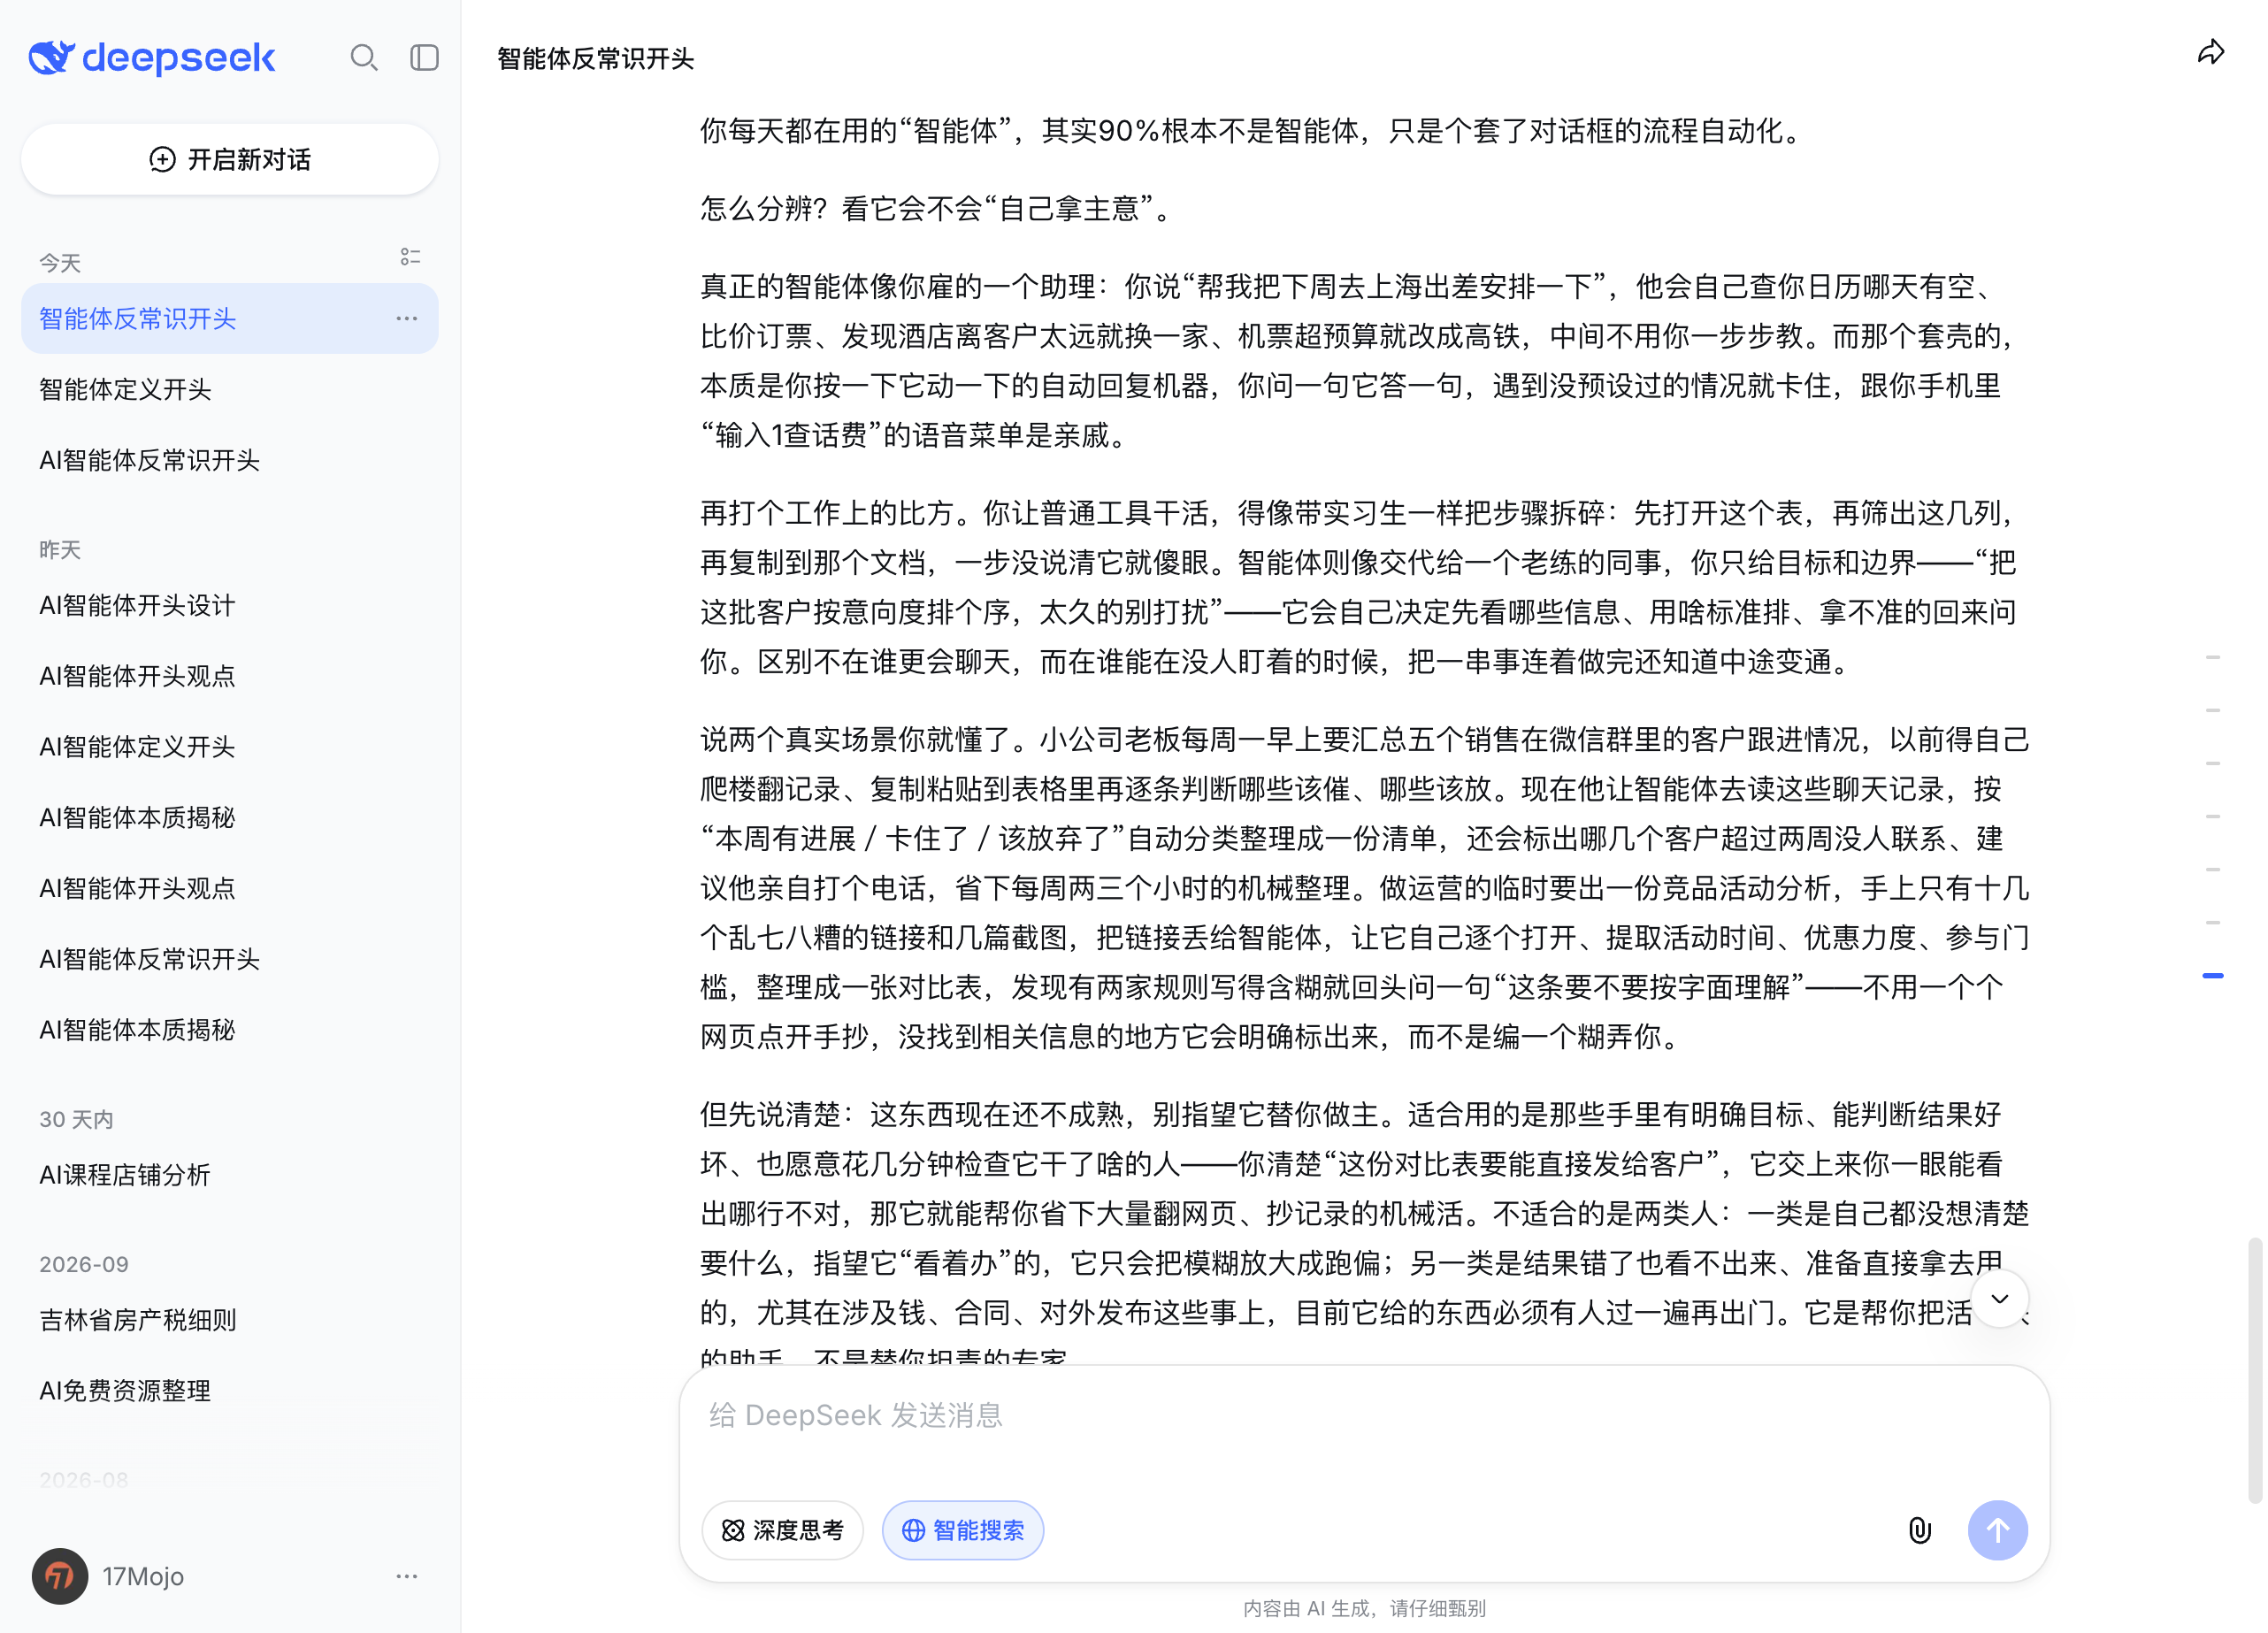 deepseek
开启新对话
今天
智能体反常识开头
智能体定义开头
AI智能体反常识开头
昨天
AI智能体开头设计
AI智能体开头观点
AI智能体定义开头
AI智能体本质揭秘
AI智能体开头观点
AI智能体反常识开头
AI智能体本质揭秘
30 天内
AI课程店铺分析
2026-09
吉林省房产税细则
AI免费资源整理
2026-08
17Mojo
智能体反常识开头
你每天都在用的“智能体”，其实90%根本不是智能体，只是个套了对话框的流程自动化。
怎么分辨？看它会不会“自己拿主意”。
真正的智能体像你雇的一个助理：你说“帮我把下周去上海出差安排一下”，他会自己查你日历哪天有空、
比价订票、发现酒店离客户太远就换一家、机票超预算就改成高铁，中间不用你一步步教。而那个套壳的，
本质是你按一下它动一下的自动回复机器，你问一句它答一句，遇到没预设过的情况就卡住，跟你手机里
“输入1查话费”的语音菜单是亲戚。
再打个工作上的比方。你让普通工具干活，得像带实习生一样把步骤拆碎：先打开这个表，再筛出这几列，
再复制到那个文档，一步没说清它就傻眼。智能体则像交代给一个老练的同事，你只给目标和边界——“把
这批客户按意向度排个序，太久的别打扰”——它会自己决定先看哪些信息、用啥标准排、拿不准的回来问
你。区别不在谁更会聊天，而在谁能在没人盯着的时候，把一串事连着做完还知道中途变通。
说两个真实场景你就懂了。小公司老板每周一早上要汇总五个销售在微信群里的客户跟进情况，以前得自己
爬楼翻记录、复制粘贴到表格里再逐条判断哪些该催、哪些该放。现在他让智能体去读这些聊天记录，按
“本周有进展 / 卡住了 / 该放弃了”自动分类整理成一份清单，还会标出哪几个客户超过两周没人联系、建
议他亲自打个电话，省下每周两三个小时的机械整理。做运营的临时要出一份竞品活动分析，手上只有十几
个乱七八糟的链接和几篇截图，把链接丢给智能体，让它自己逐个打开、提取活动时间、优惠力度、参与门
槛，整理成一张对比表，发现有两家规则写得含糊就回头问一句“这条要不要按字面理解”——不用一个个
网页点开手抄，没找到相关信息的地方它会明确标出来，而不是编一个糊弄你。
但先说清楚：这东西现在还不成熟，别指望它替你做主。适合用的是那些手里有明确目标、能判断结果好
坏、也愿意花几分钟检查它干了啥的人——你清楚“这份对比表要能直接发给客户”，它交上来你一眼能看
出哪行不对，那它就能帮你省下大量翻网页、抄记录的机械活。不适合的是两类人：一类是自己都没想清楚
要什么，指望它“看着办”的，它只会把模糊放大成跑偏；另一类是结果错了也看不出来、准备直接拿去用
的，尤其在涉及钱、合同、对外发布这些事上，目前它给的东西必须有人过一遍再出门。它是帮你把活
的助手，不是替你担责的专家
给 DeepSeek 发送消息
深度思考
智能搜索
内容由 AI 生成，请仔细甄别